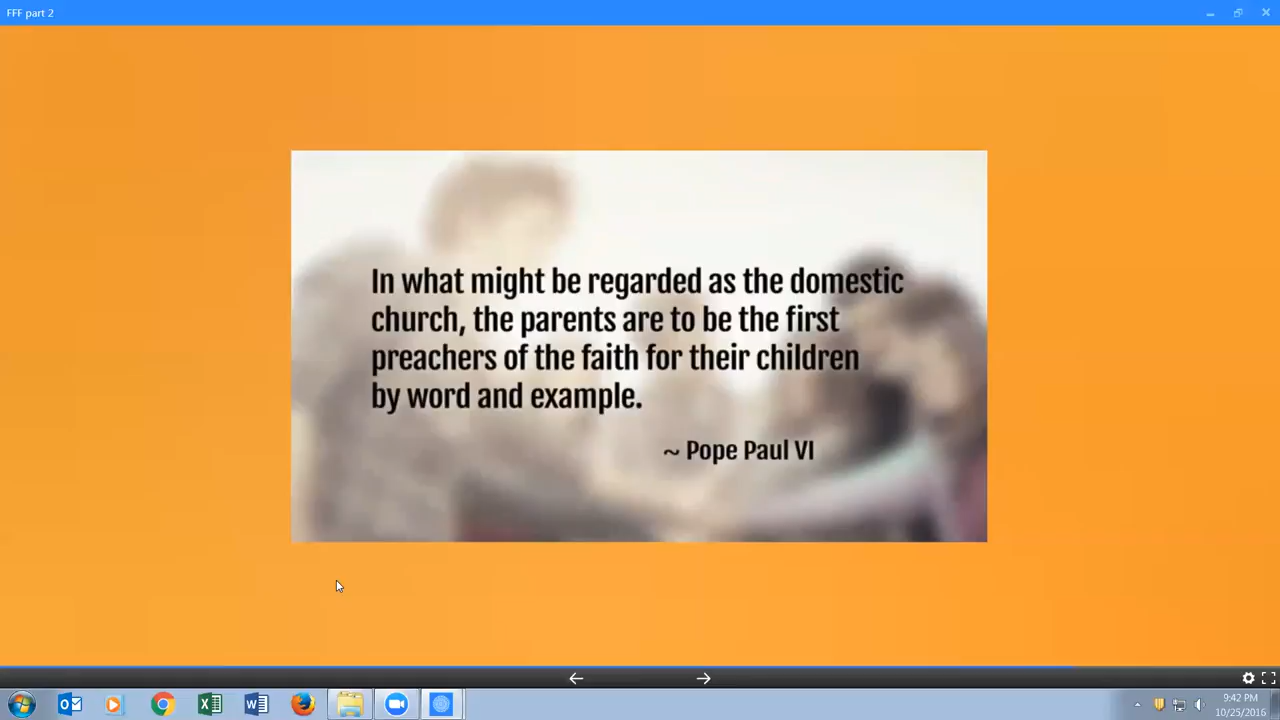 FFF part 2
In what might be regarded as the domestic
church, the parents are to be the first
preachers of the faith for their children
by word and example.
~ Pope Paul VI
9:42 PM
10/25/2016